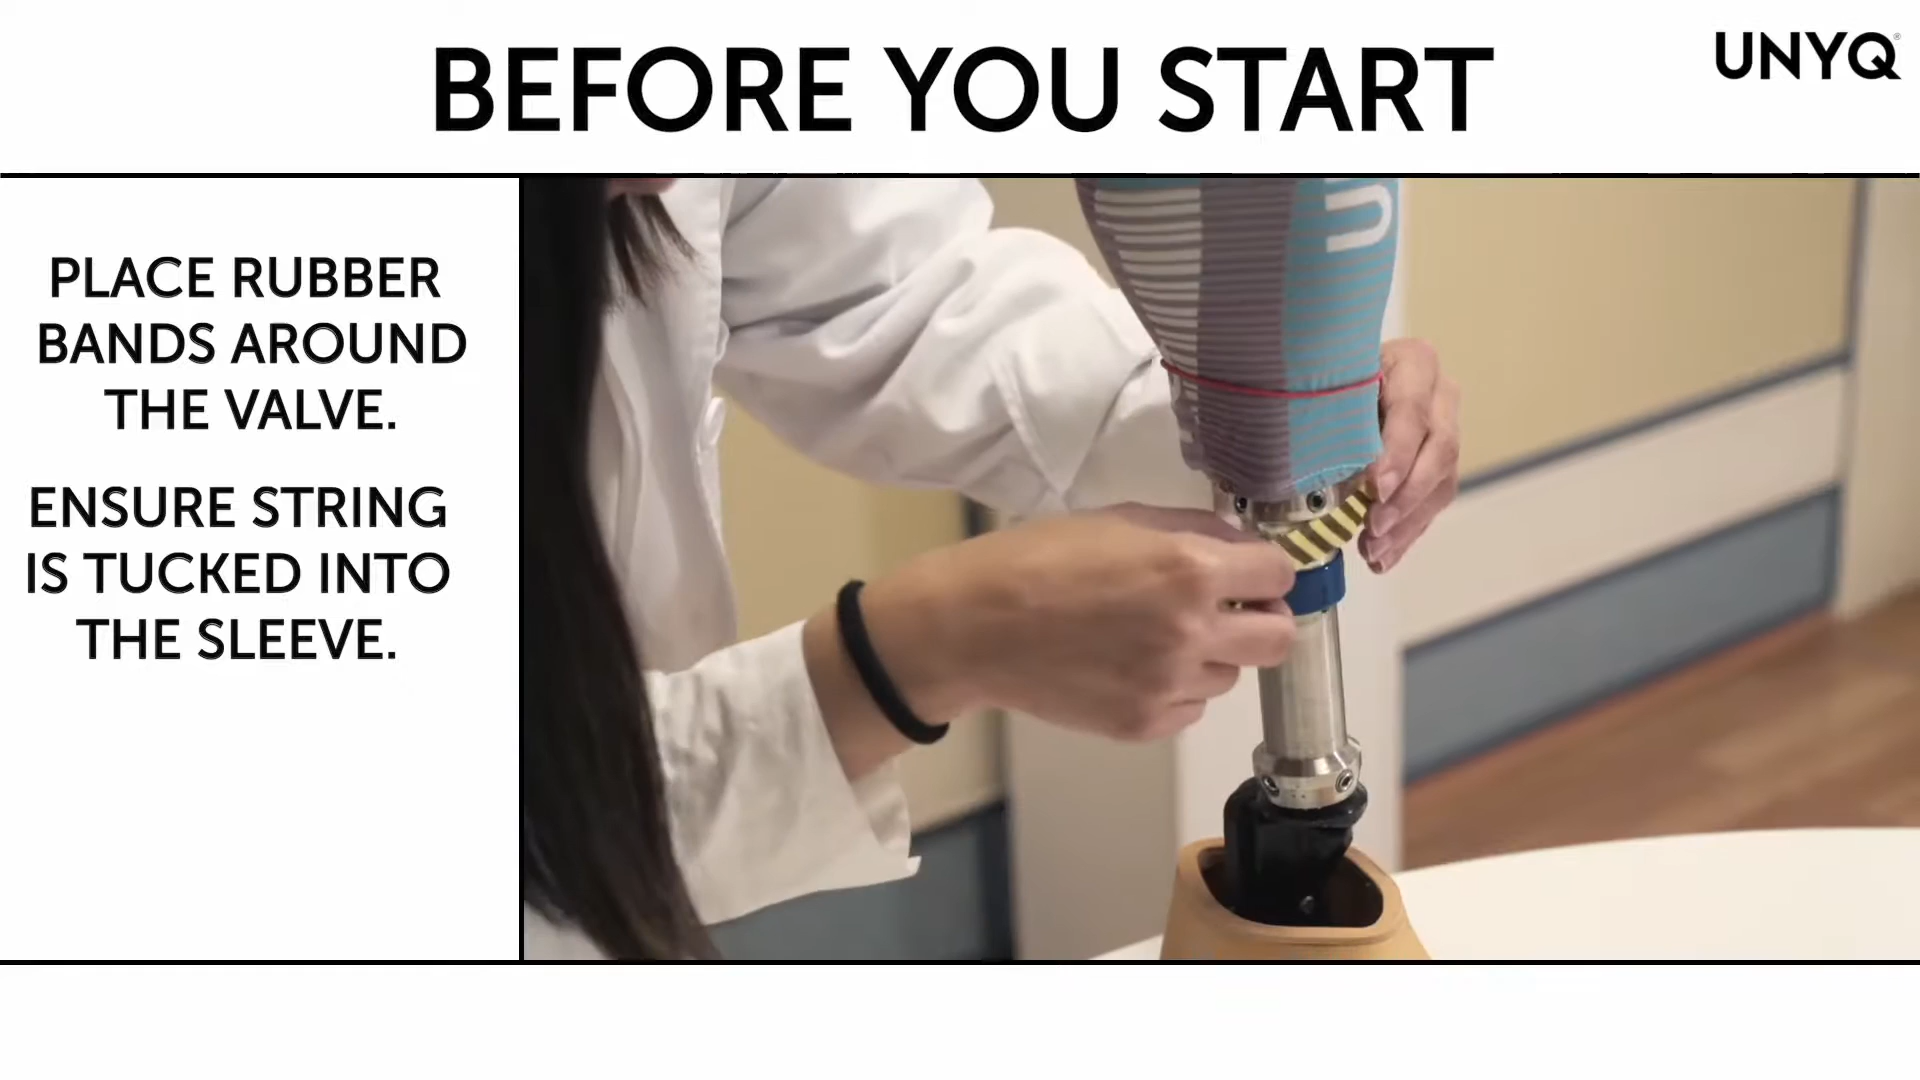 BEFORE YOU START
UNYQ®
PLACE RUBBER
BANDS AROUND
THE VALVE.
ENSURE STRING
IS TUCKED INTO
THE SLEEVE.
U